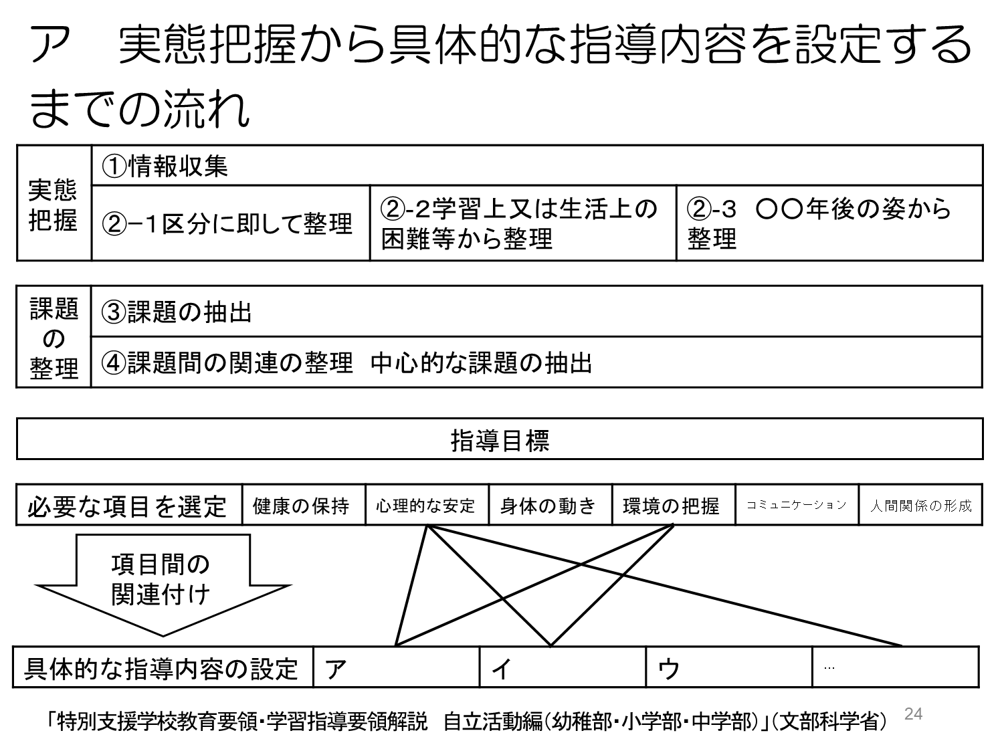 ア　実態把握から具体的な指導内容を設定する
までの流れ
実態
把握
①情報収集
②−１区分に即して整理
②-２学習上又は生活上の
困難等から整理
②-３　〇〇年後の姿から
整理
課題
の
整理
③課題の抽出
④課題間の関連の整理　中心的な課題の抽出
指導目標
必要な項目を選定
健康の保持
心理的な安定
身体の動き
環境の把握
コミュニケーション
人間関係の形成
項目間の
関連付け
具体的な指導内容の設定
ア
イ
ウ
…
「特別支援学校教育要領・学習指導要領解説　自立活動編（幼稚部・小学部・中学部）」（文部科学省）
24